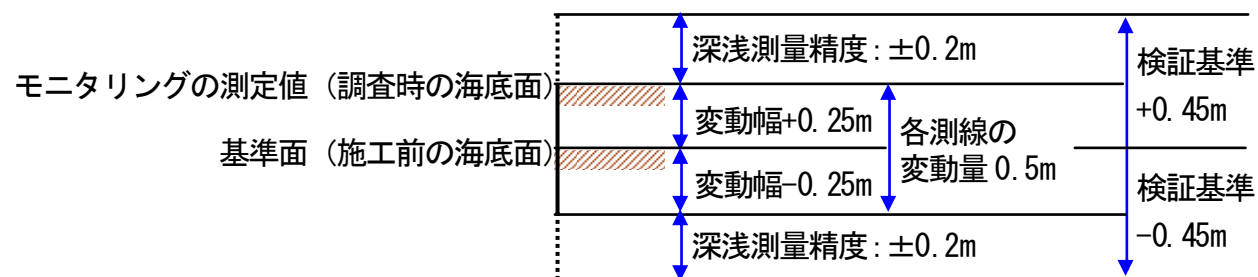 深浅測量精度:±0.2m
検証基準
+0.45m
モニタリングの測定値（調査時の海底面）
変動幅+0.25m
各測線の
変動量0.5m
基準面（施工前の海底面）
変動幅-0.25m
検証基準
-0.45m
深浅測量精度:±0.2m